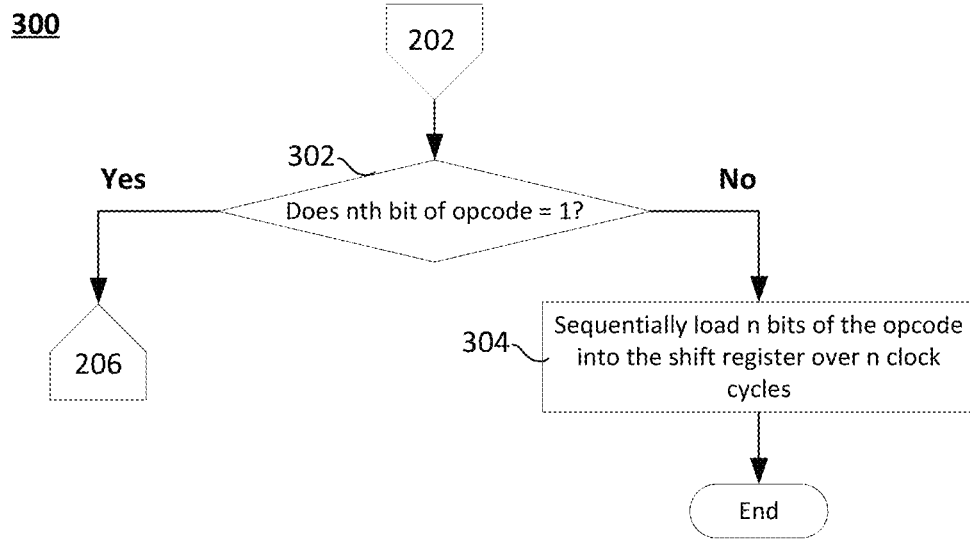 300
202
302
Yes
No
Does nth bit of opcode = 1?
206
304
Sequentially load n bits of the opcode
into the shift register over n clock
cycles
End